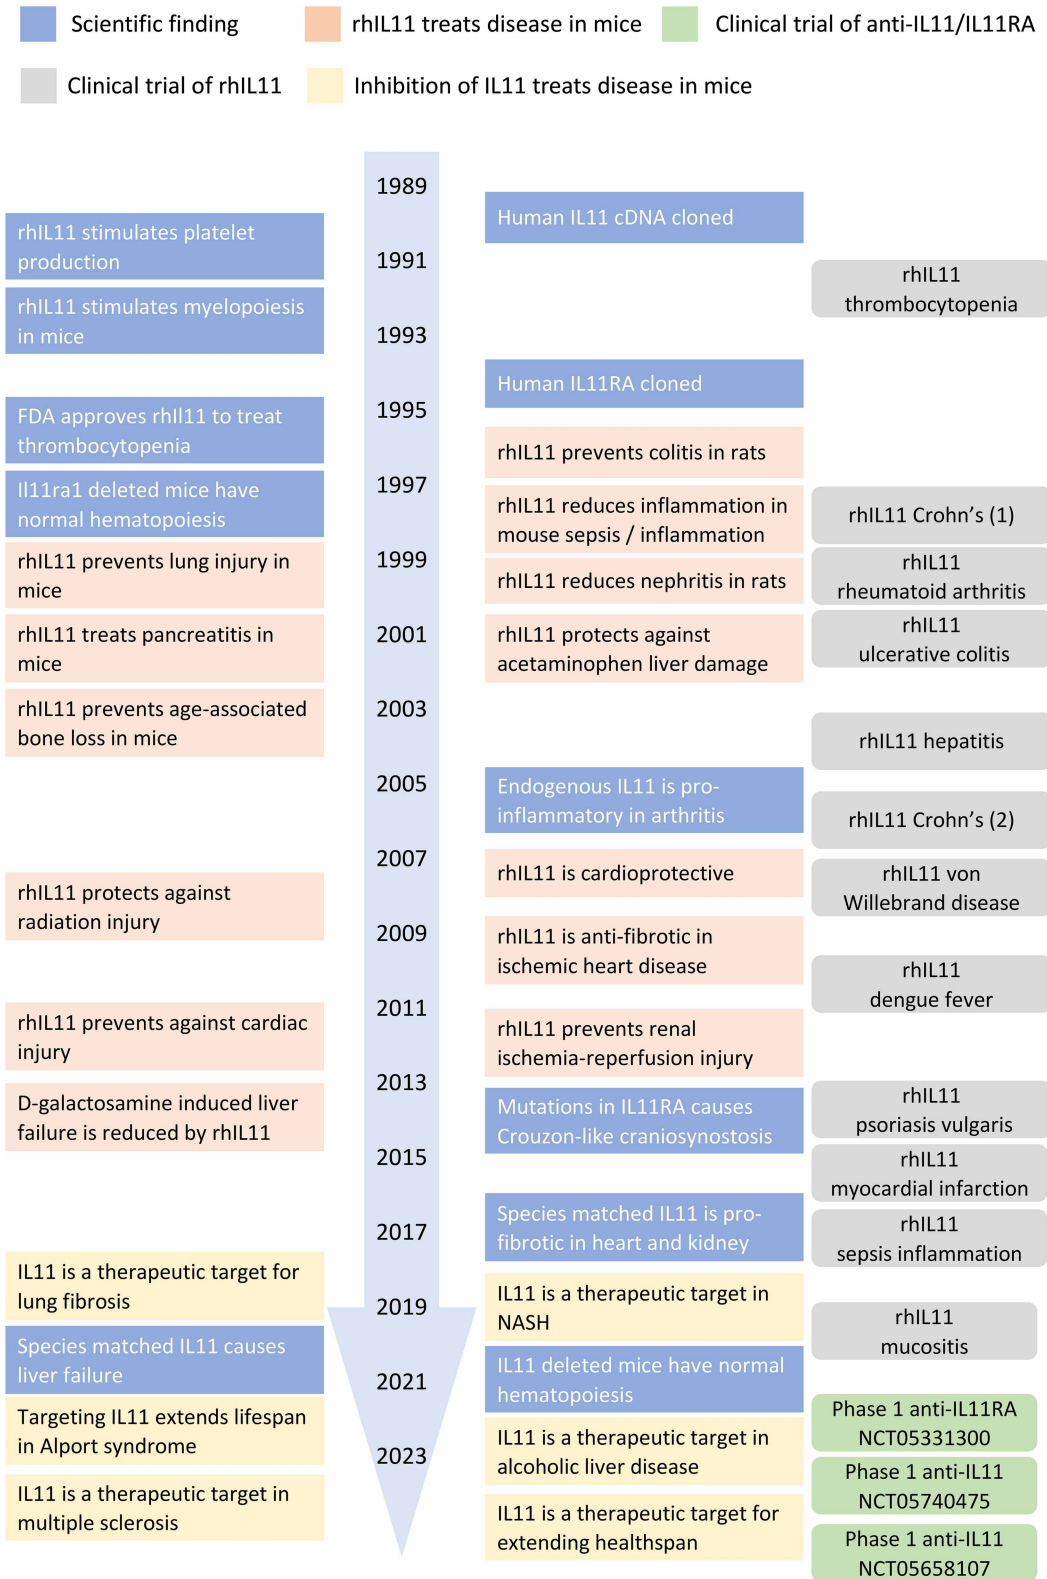 Scientific finding
rhIL11 treats disease in mice
Clinical trial of anti-IL11/IL11RA
Clinical trial of rhIL11
Inhibition of IL11 treats disease in mice
1989
1991
1993
1995
1997
1999
2001
2003
2005
2007
2009
2011
2013
2015
2017
2019
2021
2023
rhIL11 stimulates platelet
production
rhIL11 stimulates myelopoiesis
in mice
FDA approves rhIl11 to treat
thrombocytopenia
Il11ra1 deleted mice have
normal hematopoiesis
rhIL11 prevents lung injury in
mice
rhIL11 treats pancreatitis in
mice
rhIL11 prevents age-associated
bone loss in mice
rhIL11 protects against
radiation injury
rhIL11 prevents against cardiac
injury
D-galactosamine induced liver
failure is reduced by rhIL11
IL11 is a therapeutic target for
lung fibrosis
Species matched IL11 causes
liver failure
Targeting IL11 extends lifespan
in Alport syndrome
IL11 is a therapeutic target in
multiple sclerosis
Human IL11 cDNA cloned
Human IL11RA cloned
rhIL11 prevents colitis in rats
rhIL11 reduces inflammation in
mouse sepsis / inflammation
rhIL11 reduces nephritis in rats
rhIL11 protects against
acetaminophen liver damage
Endogenous IL11 is pro-
inflammatory in arthritis
rhIL11 is cardioprotective
rhIL11 is anti-fibrotic in
ischemic heart disease
rhIL11 prevents renal
ischemia-reperfusion injury
Mutations in IL11RA causes
Crouzon-like craniosynostosis
Species matched IL11 is pro-
fibrotic in heart and kidney
IL11 is a therapeutic target in
NASH
IL11 deleted mice have normal
hematopoiesis
IL11 is a therapeutic target in
alcoholic liver disease
IL11 is a therapeutic target for
extending healthspan
rhIL11
thrombocytopenia
rhIL11 Crohn's (1)
rhIL11
rheumatoid arthritis
rhIL11
ulcerative colitis
rhIL11 hepatitis
rhIL11 Crohn's (2)
rhIL11 von
Willebrand disease
rhIL11
dengue fever
rhIL11
psoriasis vulgaris
rhIL11
myocardial infarction
rhIL11
sepsis inflammation
rhIL11
mucositis
Phase 1 anti-IL11RA
NCT05331300
Phase 1 anti-IL11
NCT05740475
Phase 1 anti-IL11
NCT05658107